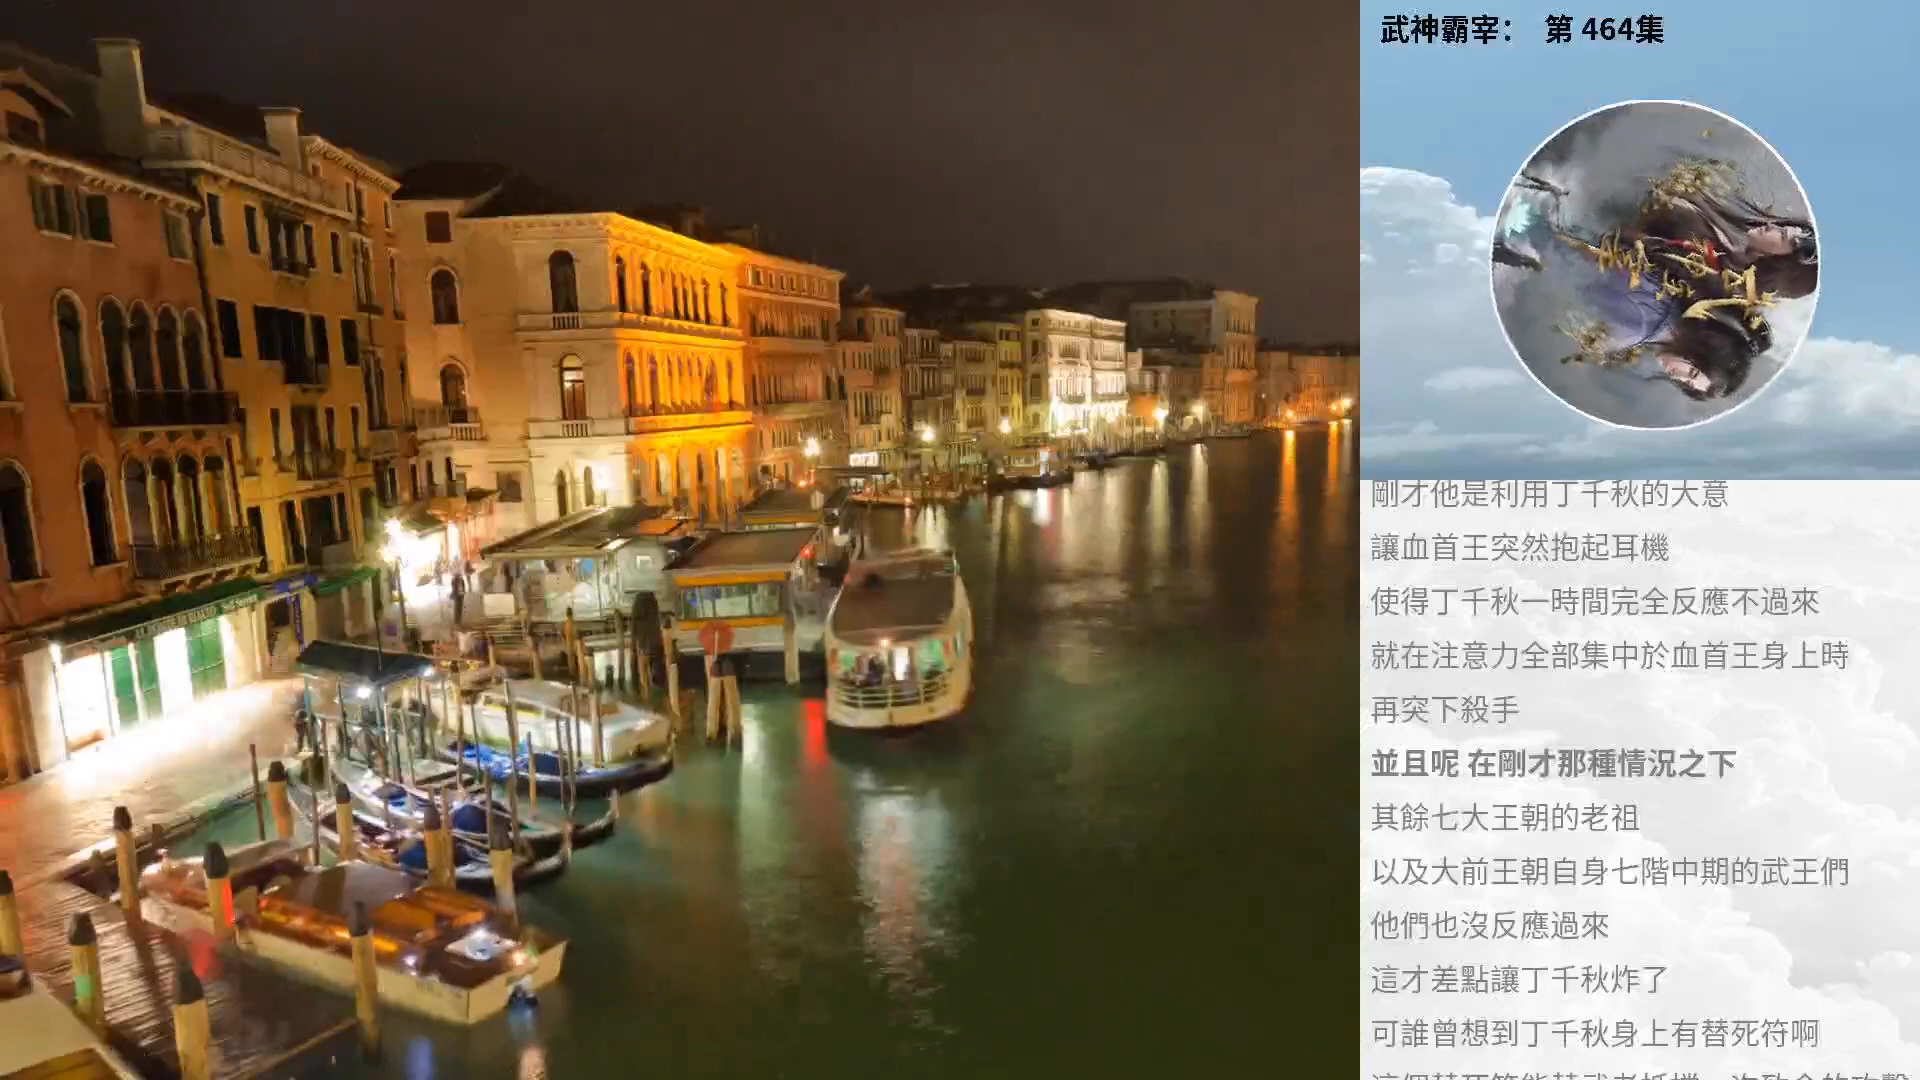 武神霸宰： 第 464集
剛才他是利用丁千秋的大意
讓血首王突然抱起耳機
使得丁千秋一時間完全反應不過來
就在注意力全部集中於血首王身上時
再突下殺手
並且呢 在剛才那種情況之下
其餘七大王朝的老祖
以及大前王朝自身七階中期的武王們
他們也沒反應過來
這才差點讓丁千秋炸了
可誰曾想到丁千秋身上有替死符啊